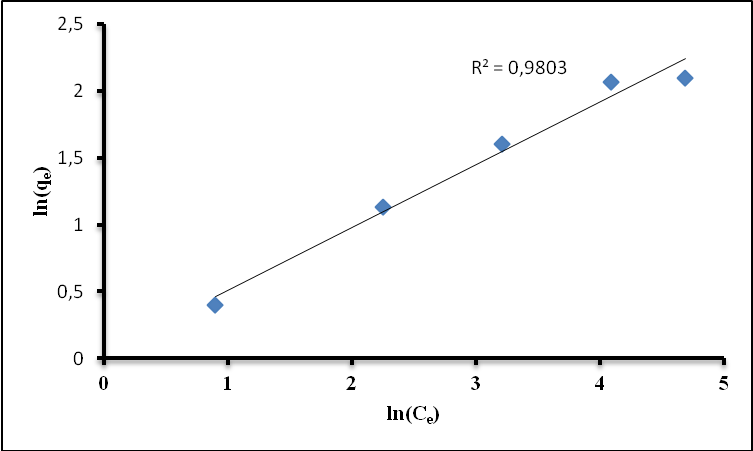 2,5
R² = 0,9803
2
1,5
ln(qₑ)
1
0,5
0
0 1 2 3 4 5
ln(Cₑ)